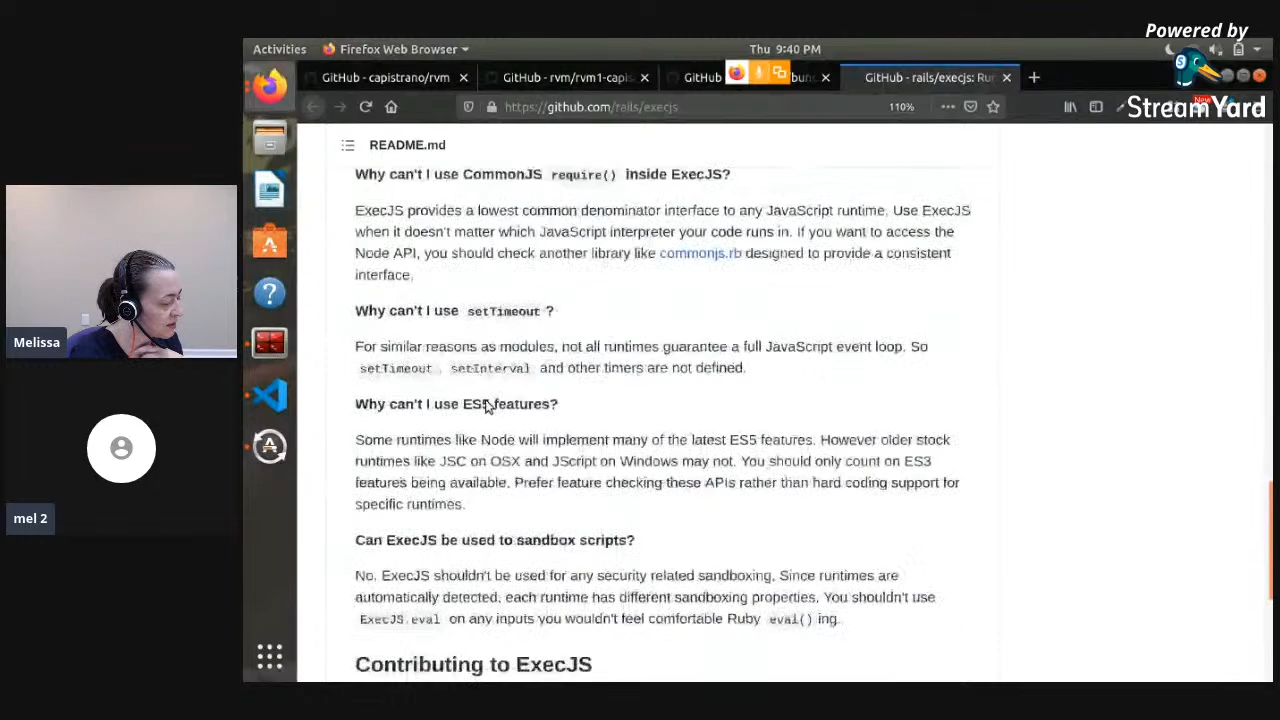 Powered by
StreamYard
Activities
Firefox Web Browser
Thu 9:40 PM
GitHub - capistrano/rvm
GitHub - rvm/rvm1-capis
GitHub
GitHub - rails/execjs: Ru
https://github.com/rails/execjs
110%
README.md
Why can't I use CommonJS require() inside ExecJS?
ExecJS provides a lowest common denominator interface to any JavaScript runtime. Use ExecJS
when it doesn't matter which JavaScript interpreter your code runs in. If you want to access the
Node API, you should check another library like commonjs.rb designed to provide a consistent
interface.
Why can't I use setTimeout ?
For similar reasons as modules, not all runtimes guarantee a full JavaScript event loop. So
setTimeout , setInterval and other timers are not defined.
Why can't I use ES5 features?
Some runtimes like Node will implement many of the latest ES5 features. However older stock
runtimes like JSC on OSX and JScript on Windows may not. You should only count on ES3
features being available. Prefer feature checking these APIs rather than hard coding support for
specific runtimes.
Can ExecJS be used to sandbox scripts?
No. ExecJS shouldn't be used for any security related sandboxing. Since runtimes are
automatically detected, each runtime has different sandboxing properties. You shouldn't use
ExecJS.eval on any inputs you wouldn't feel comfortable Ruby eval() ing.
Contributing to ExecJS
Melissa
mel 2